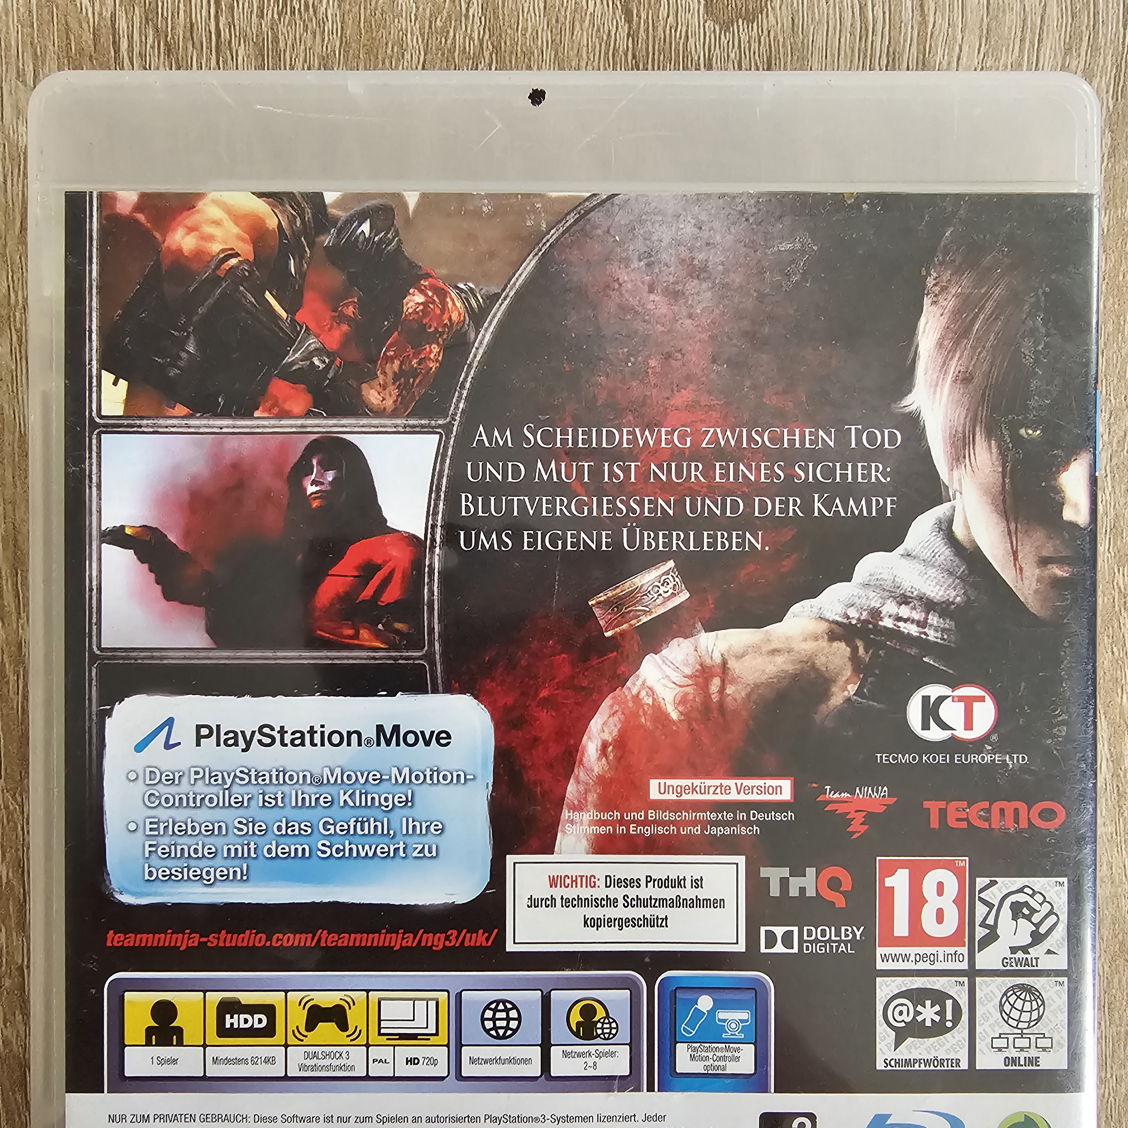 Am Scheideweg zwischen Tod
und Mut ist nur eines sicher:
Blutvergiessen und der Kampf
ums eigene Überleben.
PlayStation®Move
• Der PlayStation®Move-Motion-
Controller ist Ihre Klinge!
• Erleben Sie das Gefühl, Ihre
Feinde mit dem Schwert zu
besiegen!
teamninja-studio.com/teamninja/ng3/uk/
KT
®
TECMO KOEI EUROPE LTD.
Ungekürzte Version
Handbuch und Bildschirmtexte in Deutsch
Stimmen in Englisch und Japanisch
Team NINJA
TECMO
WICHTIG: Dieses Produkt ist
durch technische Schutzmaßnahmen
kopiergeschützt
THQ
DOLBY
DIGITAL
18
www.pegi.info
GEWALT
@*!
SCHIMPFWÖRTER
ONLINE
1 Spieler
HDD
Mindestens 6214KB
DUALSHOCK 3
Vibrationsfunktion
PAL
HD 720p
Netzwerkfunktionen
Netzwerk-Spieler:
2~8
PlayStation®Move-
Motion-Controller
optional
NUR ZUM PRIVATEN GEBRAUCH: Diese Software ist nur zum Spielen an autorisierten PlayStation®3-Systemen lizenziert. Jeder